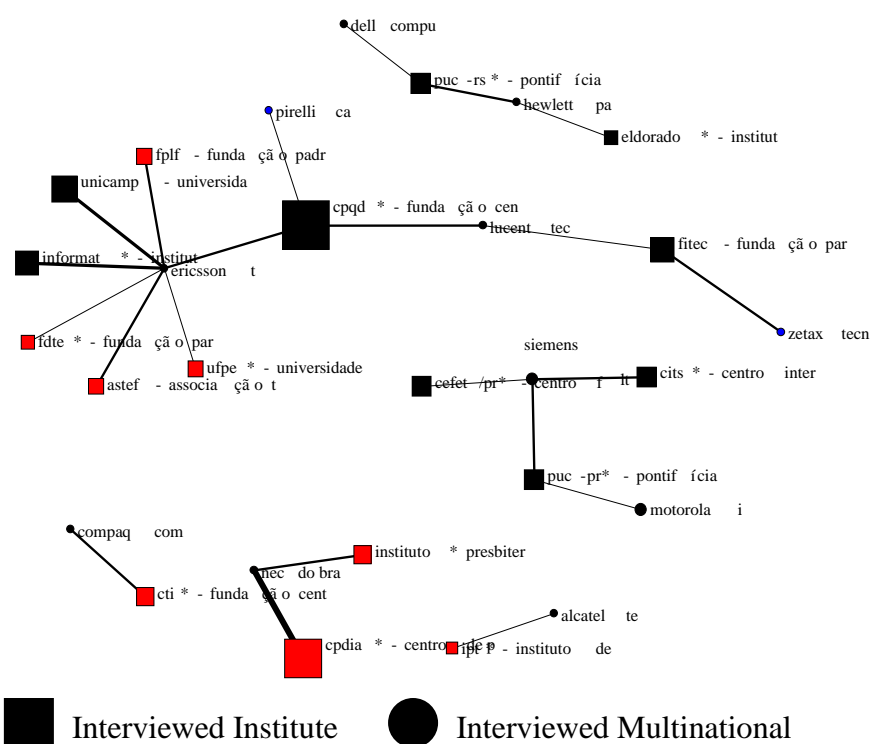 dell compu
puc -rs * - pontif ícia
hewlett pa
pirelli ca
eldorado * - institut
fplf - funda çã o padr
unicamp - universida
cpqd * - funda çã o cen
lucent tec
fitec - funda çã o par
informat * - institut
ericsson t
zetax tecn
fdte * - funda çã o par
siemens
ufpe * - universidade
cits * - centro inter
astef - associa çã o t
cefet /pr* - centro f lt
puc -pr* - pontif ícia
motorola i
compaq com
instituto * presbiter
nec do bra
cti * - funda çã o cent
alcatel te
cpdia * - centro de p
ipt * - instituto de
Interviewed Institute
Interviewed Multinational